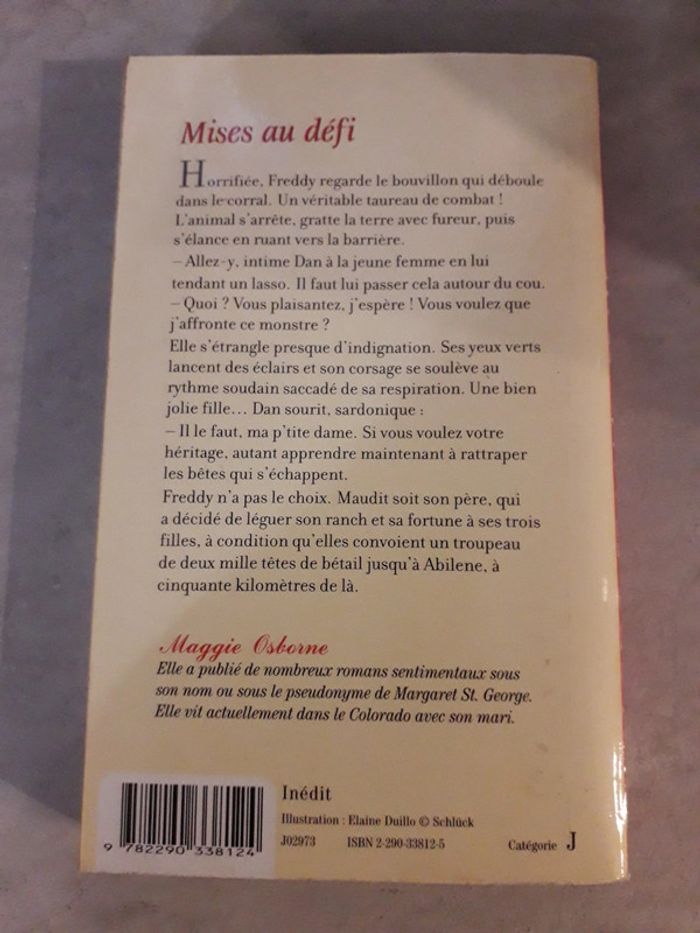 Mises au défi
Horrifiée, Freddy regarde le bouvillon qui déboule
dans le corral. Un véritable taureau de combat !
L'animal s'arrête, gratte la terre avec fureur, puis
s'élance en ruant vers la barrière.
– Allez-y, intime Dan à la jeune femme en lui
tendant un lasso. Il faut lui passer cela autour du cou.
– Quoi ? Vous plaisantez, j'espère ! Vous voulez que
j'affronte ce monstre ?
Elle s'étrangle presque d'indignation. Ses yeux verts
lancent des éclairs et son corsage se soulève au
rythme soudain saccadé de sa respiration. Une bien
jolie fille... Dan sourit, sardonique :
– Il le faut, ma p'tite dame. Si vous voulez votre
héritage, autant apprendre maintenant à rattraper
les bêtes qui s'échappent.
Freddy n'a pas le choix. Maudit soit son père, qui
a décidé de léguer son ranch et sa fortune à ses trois
filles, à condition qu'elles convoient un troupeau
de deux mille têtes de bétail jusqu'à Abilene, à
cinquante kilomètres de là.
Maggie Osborne
Elle a publié de nombreux romans sentimentaux sous
son nom ou sous le pseudonyme de Margaret St. George.
Elle vit actuellement dans le Colorado avec son mari.
Inédit
Illustration : Elaine Duillo © Schlück
J02973 ISBN 2-290-33812-5
Catégorie J
9 782290 338124